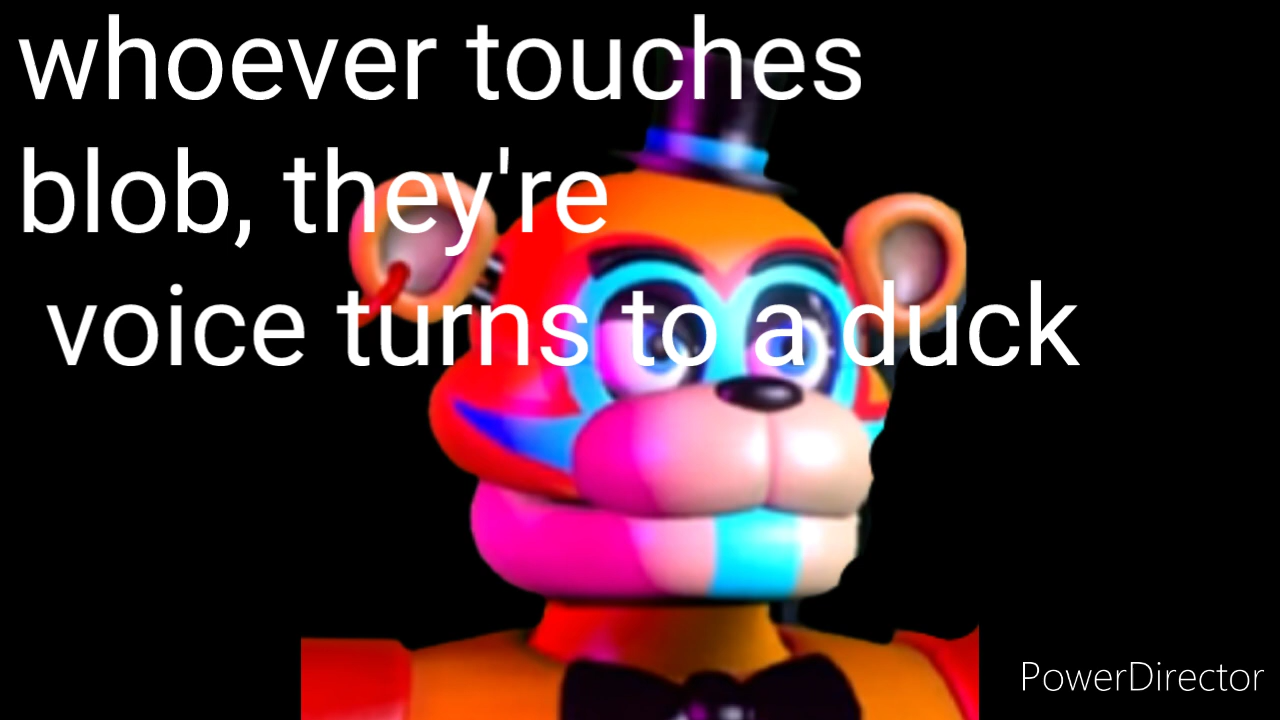 whoever touches
blob, they're
voice turns to a duck
PowerDirector